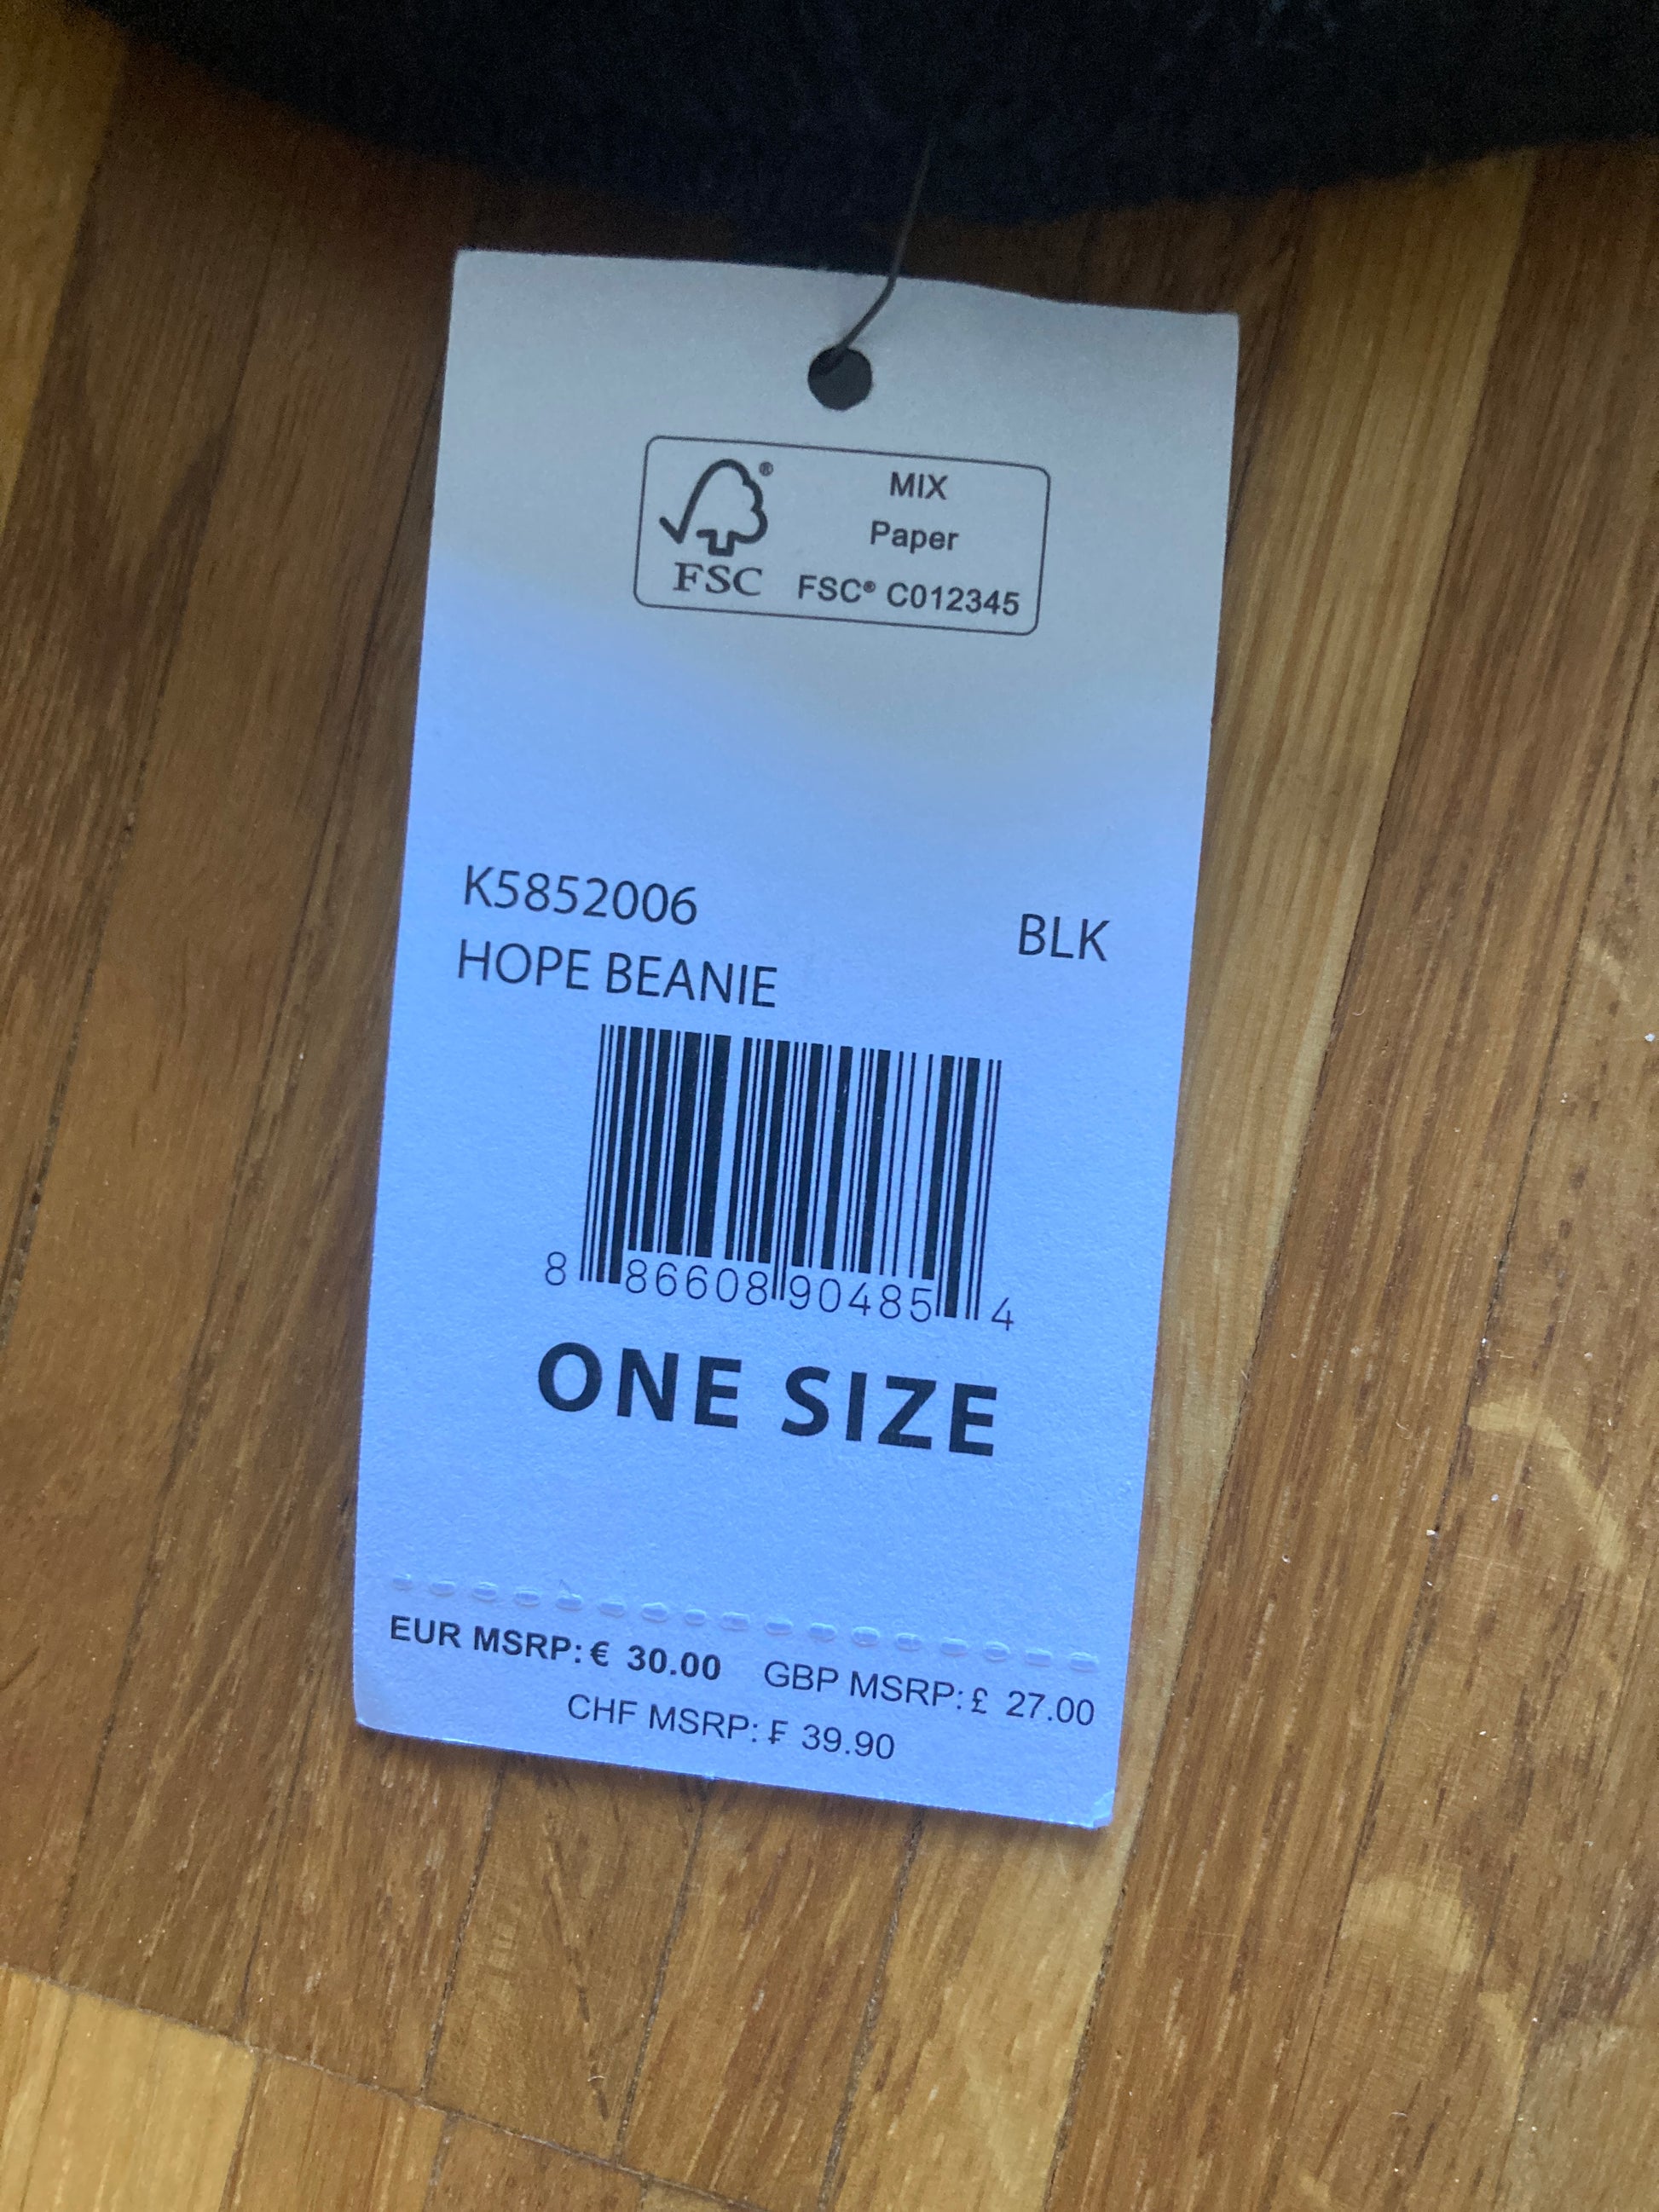 MIX
Paper
FSC® C012345
®
FSC
K5852006
BLK
HOPE BEANIE
8 86608 90485 4
ONE SIZE
EUR MSRP: € 30.00 GBP MSRP: £ 27.00
CHF MSRP: ₣ 39.90